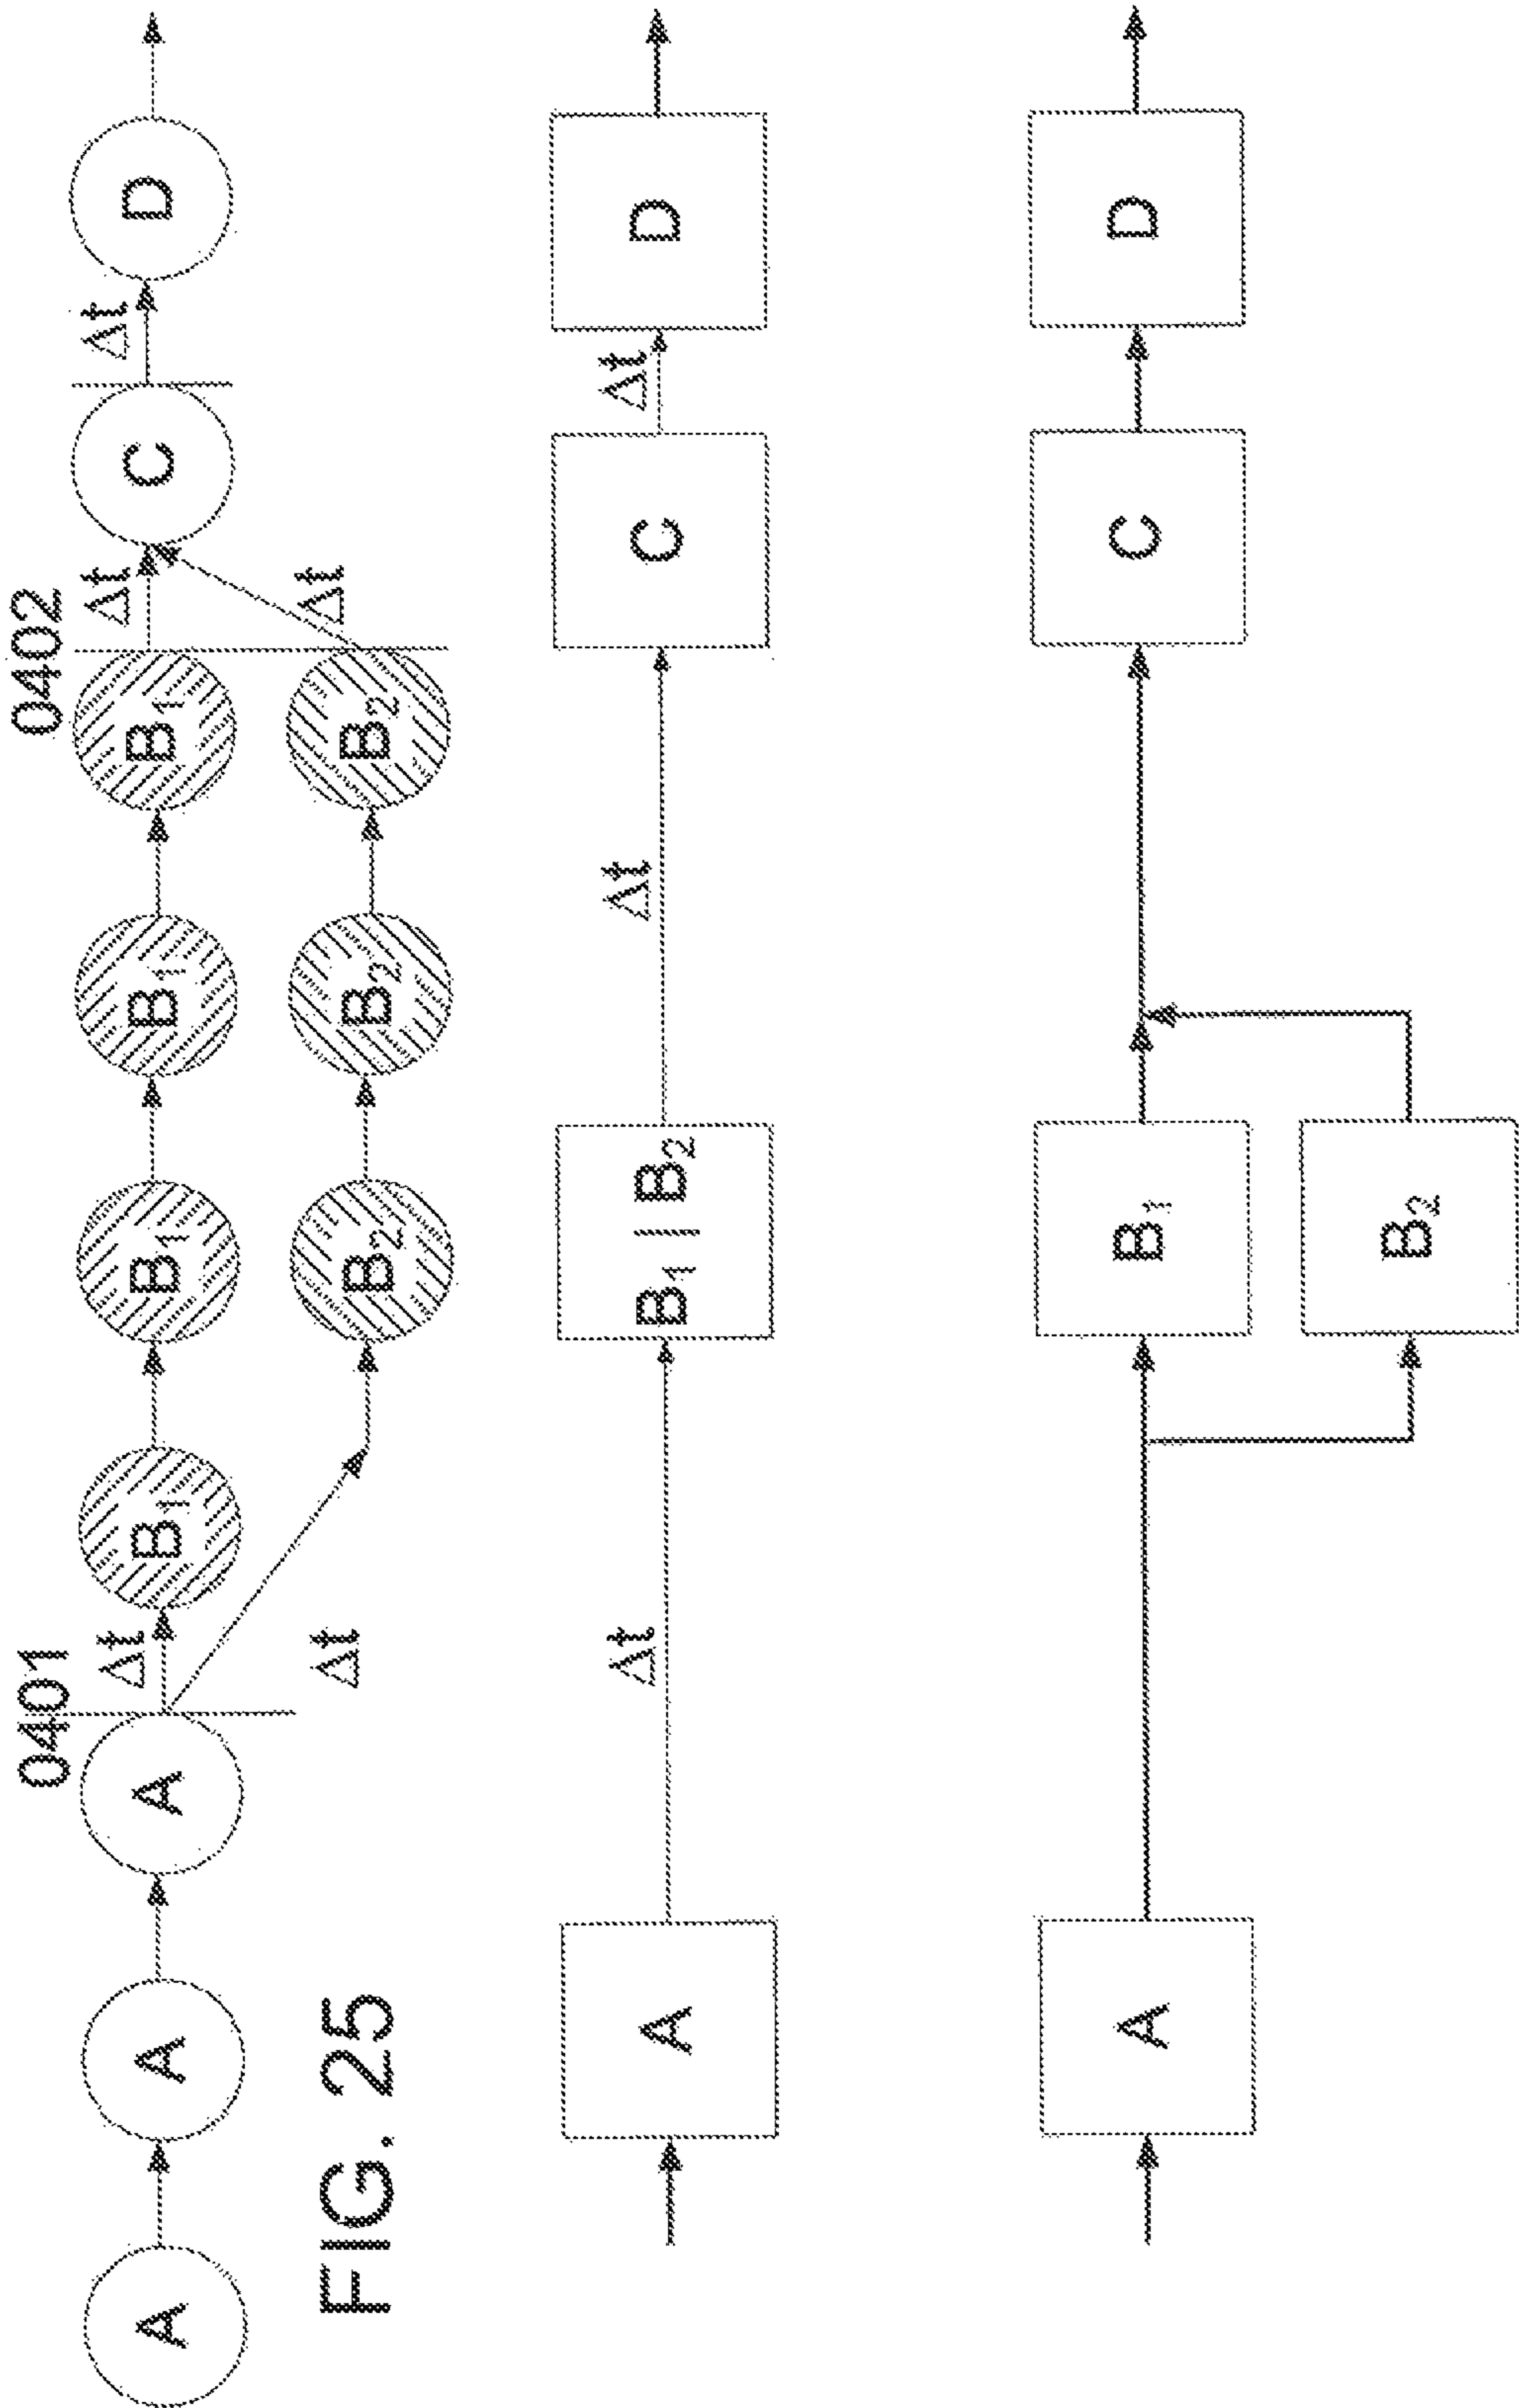 0401 0402
Δt Δt Δt
A A A B₁ B₁ B₁ B₁ C D
Δt Δt
B₂ B₂ B₂
FIG. 25
Δt Δt Δt
A B₁ | B₂ C D
A B₁ C D
B₂